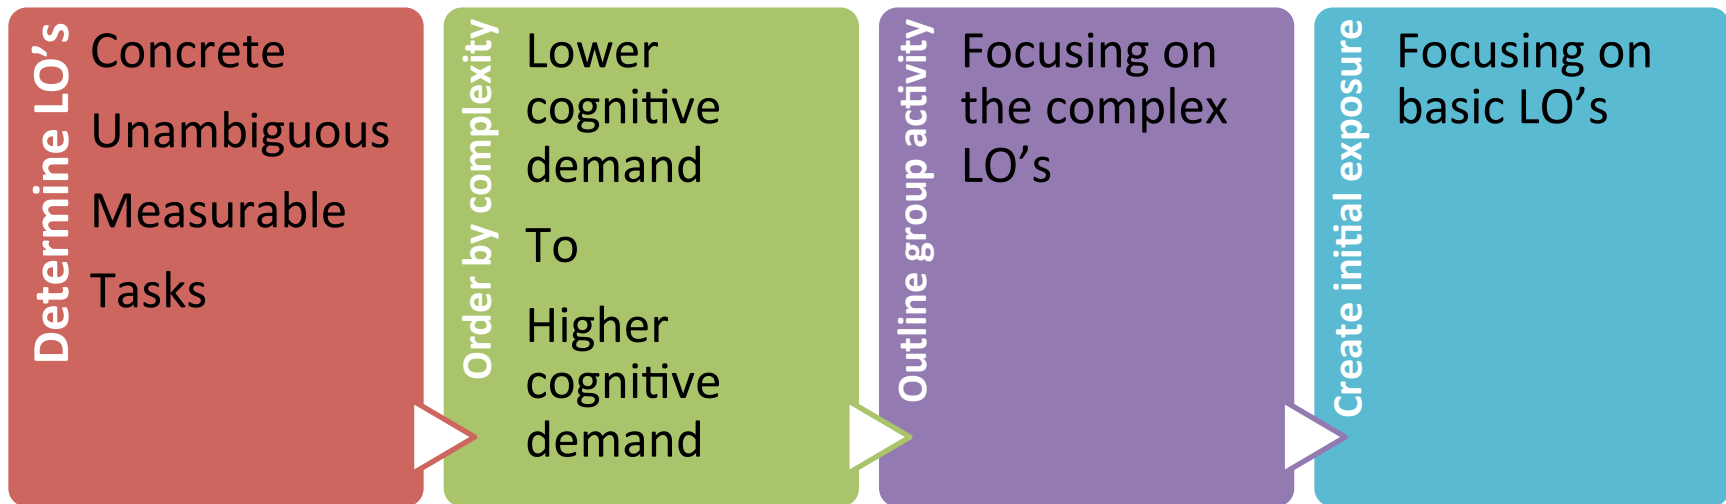 Determine LO’s
Concrete
Unambiguous
Measurable
Tasks
Order by complexity
Lower
cognitive
demand
To
Higher
cognitive
demand
Outline group activity
Focusing on
the complex
LO’s
Create initial exposure
Focusing on
basic LO’s